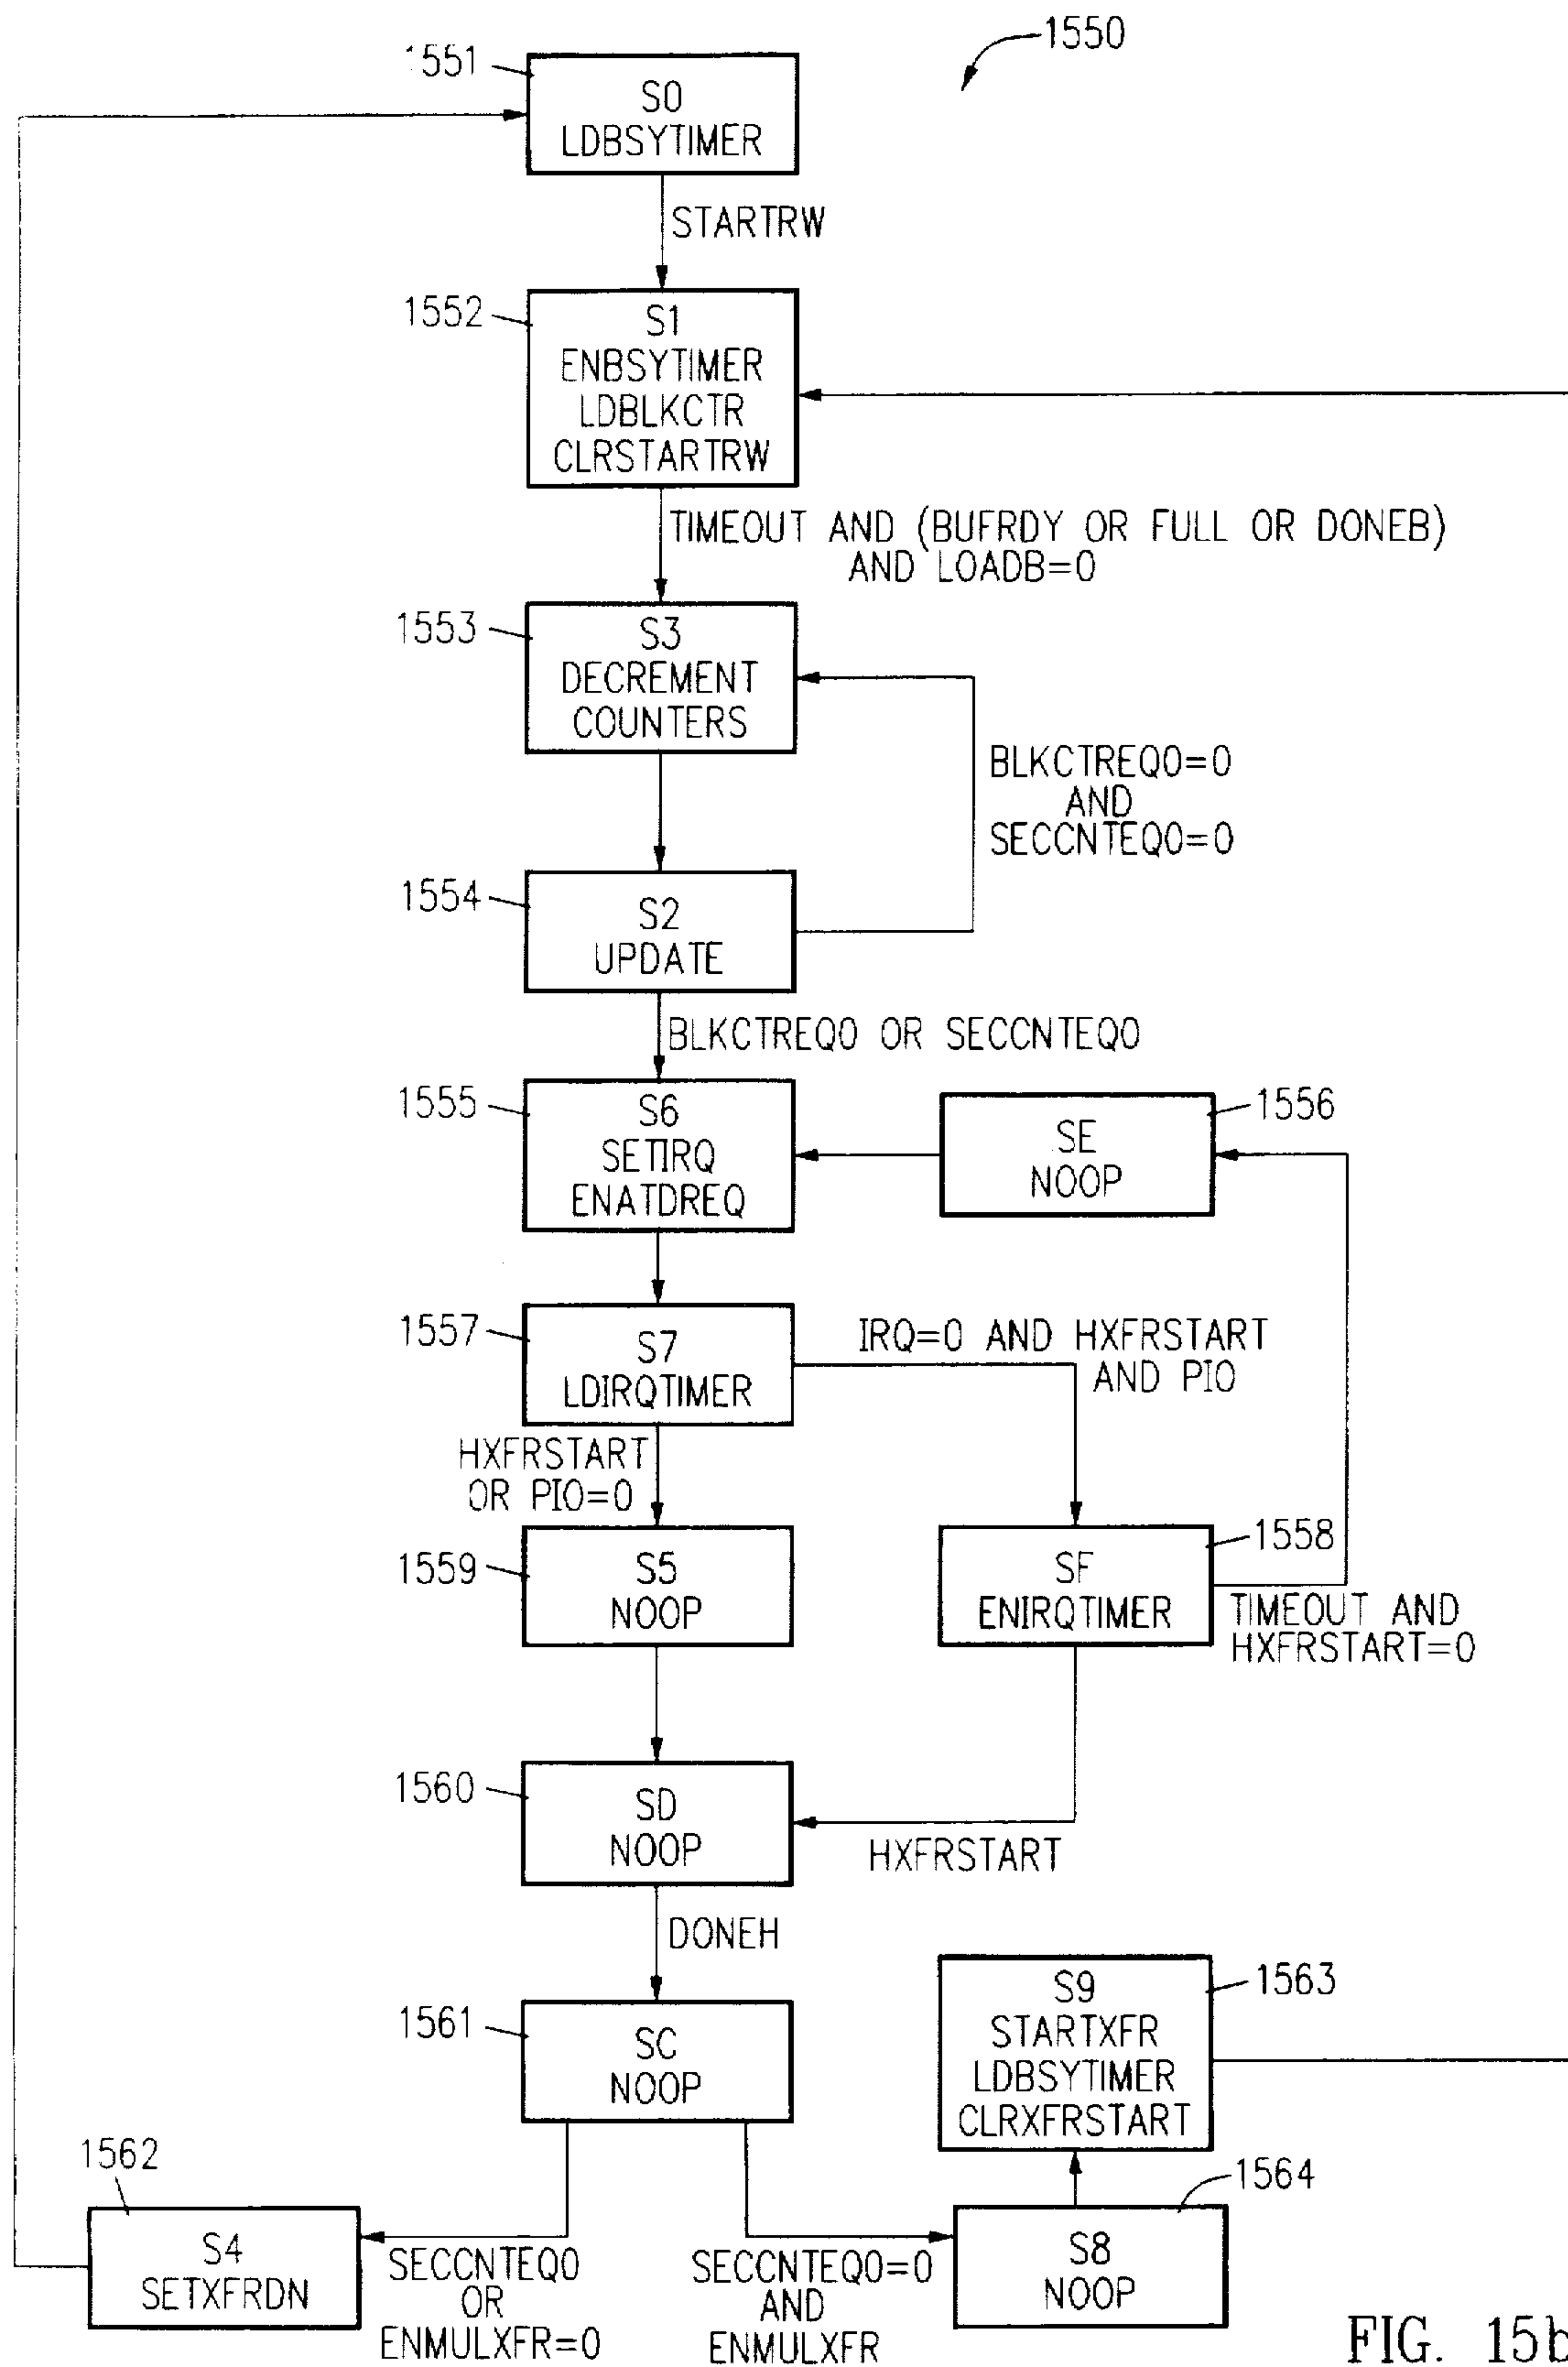 1550
1551
S0
LDBSYTIMER
STARTRW
1552
S1
ENBSYTIMER
LDBLKCTR
CLRSTARTRW
TIMEOUT AND (BUFRDY OR FULL OR DONEB)
AND LOADB=0
1553
S3
DECREMENT
COUNTERS
BLKCTREQ0=0
AND
SECCNTEQ0=0
1554
S2
UPDATE
BLKCTREQ0 OR SECCNTEQ0
1555
S6
SETIRQ
ENATDREQ
1556
SE
NOOP
1557
S7
LDIRQTIMER
IRQ=0 AND HXFRSTART
AND PIO
HXFRSTART
OR PIO=0
1559
S5
NOOP
1558
SF
ENIRQTIMER
TIMEOUT AND
HXFRSTART=0
1560
SD
NOOP
HXFRSTART
DONEH
1561
SC
NOOP
1563
S9
STARTXFR
LDBSYTIMER
CLRXFRSTART
1562
S4
SETXFRDN
SECCNTEQ0
OR
ENMULXFR=0
SECCNTEQ0=0
AND
ENMULXFR
1564
S8
NOOP
FIG. 15b